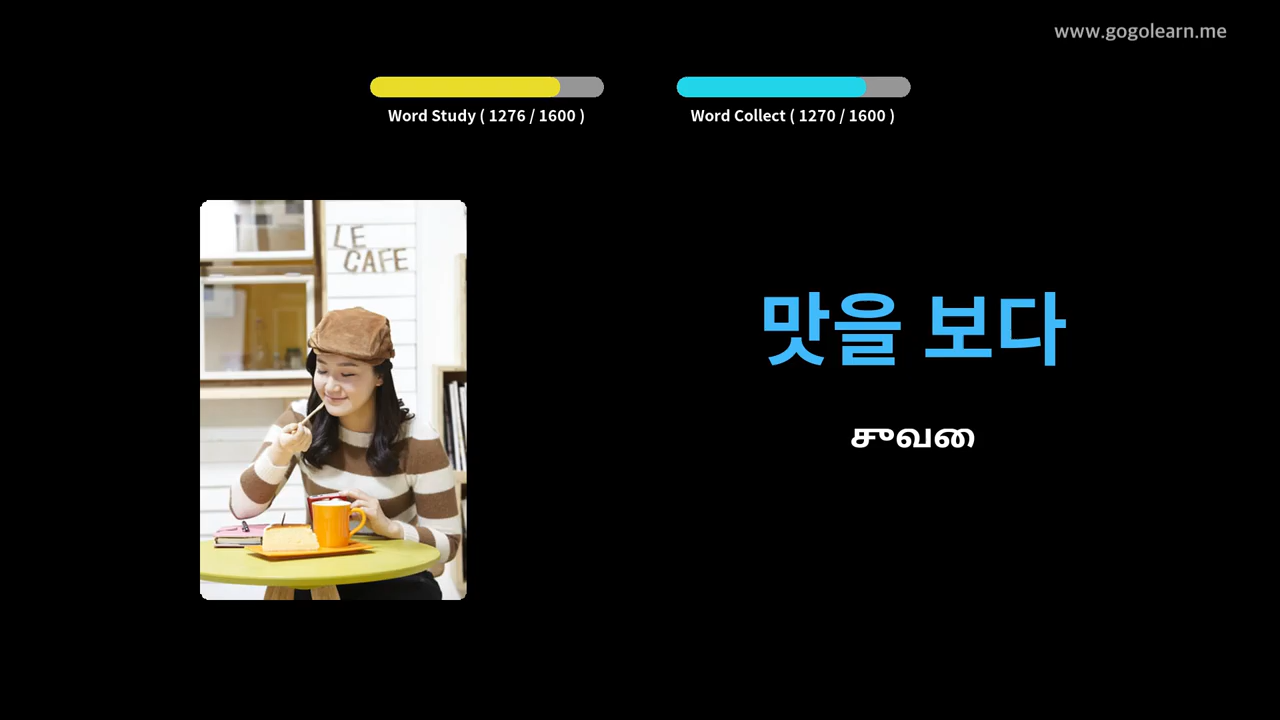 www.gogolearn.me
Word Study ( 1276 / 1600 )
Word Collect ( 1270 / 1600 )
LE
CAFE
맛을 보다
சுவை